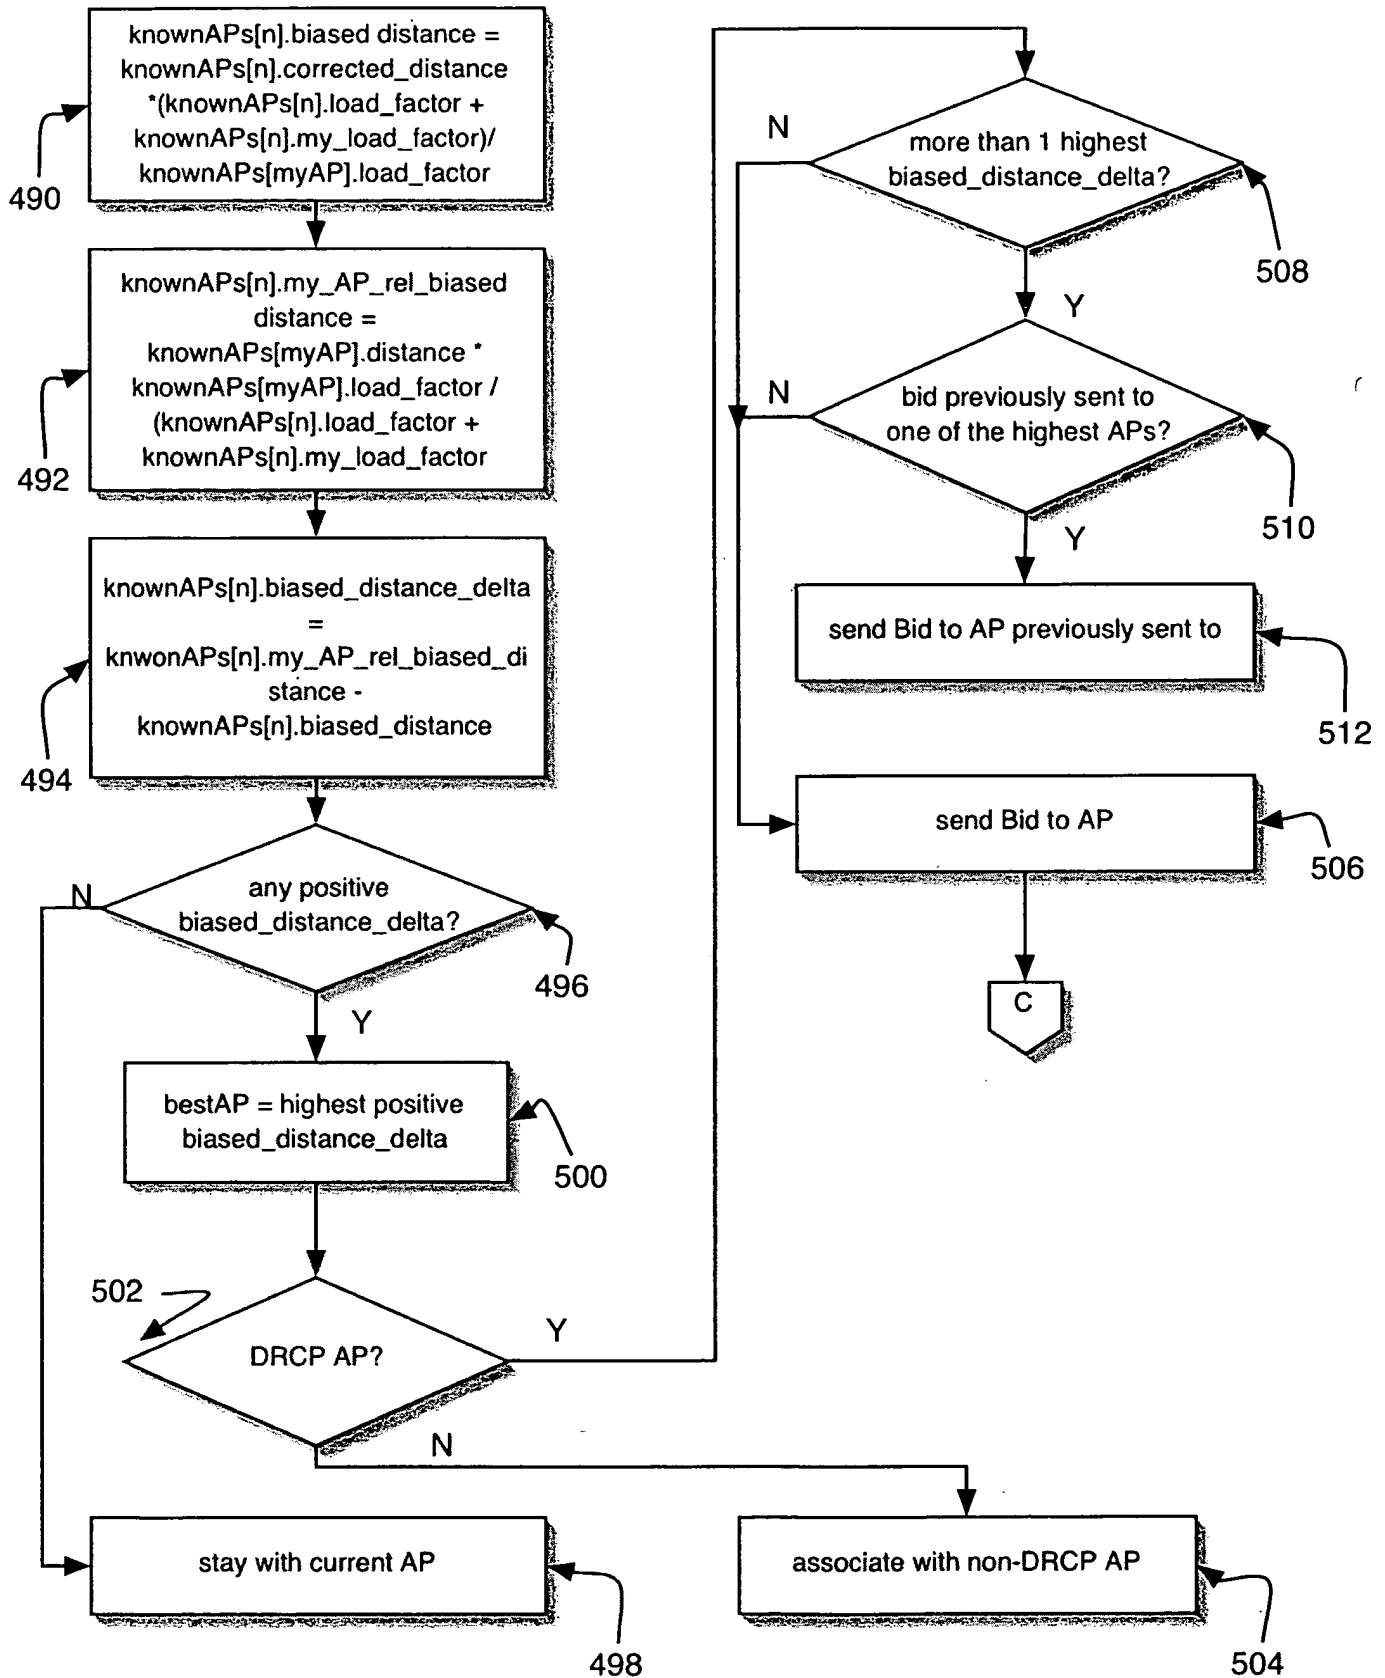 knownAPs[n].biased distance =
knownAPs[n].corrected_distance
*(knownAPs[n].load_factor +
knownAPs[n].my_load_factor)/
knownAPs[myAP].load_factor
490
knownAPs[n].my_AP_rel_biased
distance =
knownAPs[myAP].distance *
knownAPs[myAP].load_factor /
(knownAPs[n].load_factor +
knownAPs[n].my_load_factor
492
knownAPs[n].biased_distance_delta
=
knwonAPs[n].my_AP_rel_biased_di
stance -
knownAPs[n].biased_distance
494
any positive
biased_distance_delta?
N
496
Y
bestAP = highest positive
biased_distance_delta
500
502
DRCP AP?
Y
N
stay with current AP
498
associate with non-DRCP AP
504
more than 1 highest
biased_distance_delta?
N
508
Y
bid previously sent to
one of the highest APs?
N
510
Y
send Bid to AP previously sent to
512
send Bid to AP
506
C